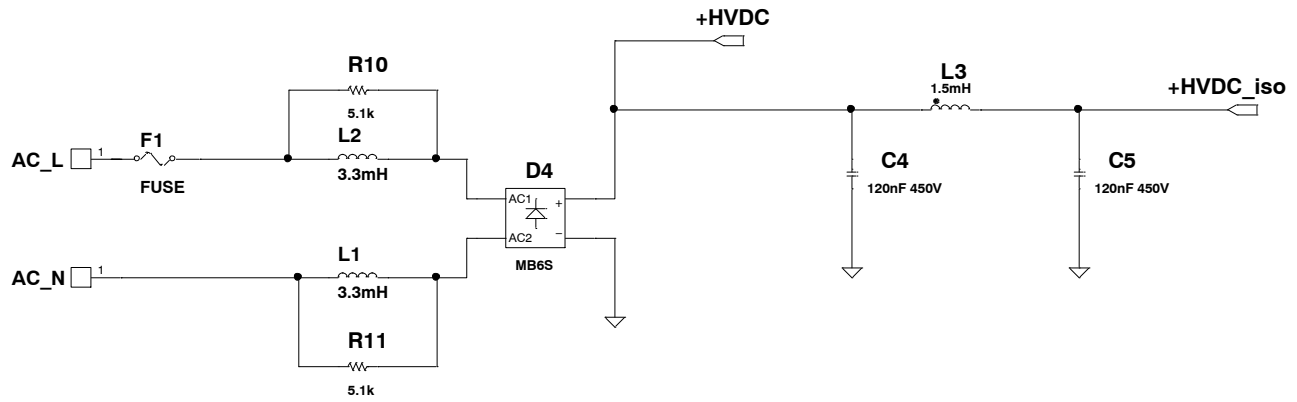 +HVDC
R10
5.1k
L3
1.5mH
+HVDC_iso
F1
L2
AC_L 1
FUSE
3.3mH
D4
C4
C5
120nF 450V
120nF 450V
AC1 +
AC2 −
MB6S
L1
AC_N 1
3.3mH
R11
5.1k